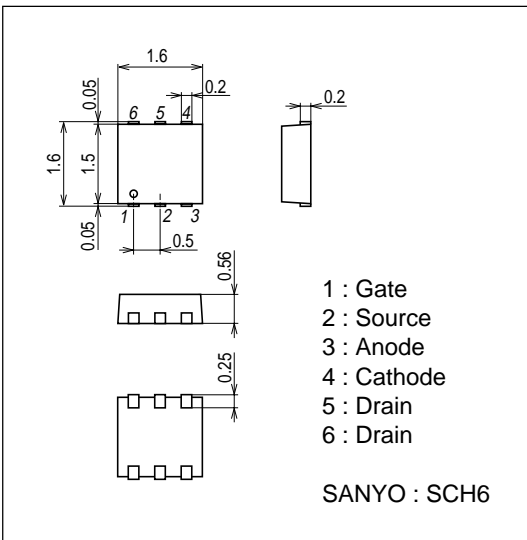 1.6
0.2
0.05
6 5 4
0.2
1.6
1.5
1 2 3
0.05
0.5
0.56
0.25
1 : Gate
2 : Source
3 : Anode
4 : Cathode
5 : Drain
6 : Drain
SANYO : SCH6